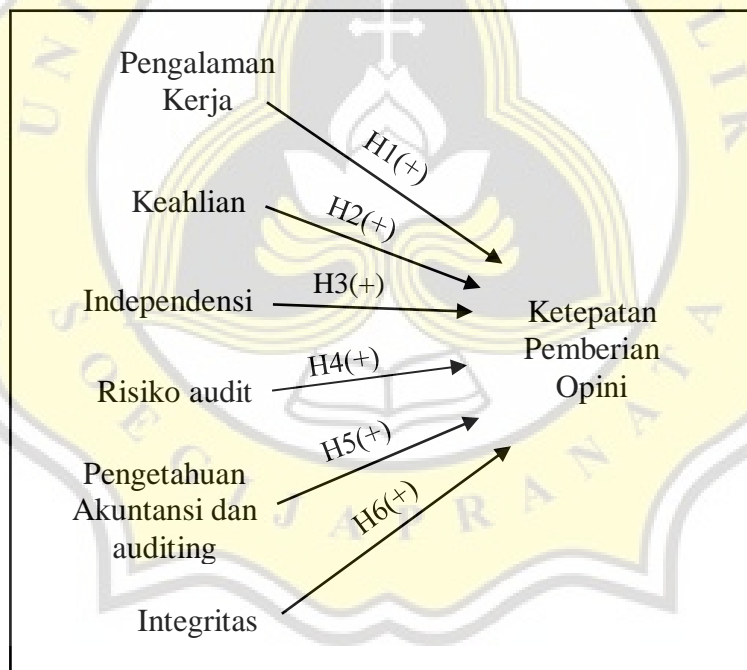 Pengalaman
Kerja
H1(+)
Keahlian
H2(+)
Independensi
H3(+)
Ketepatan
Pemberian
Opini
Risiko audit
H4(+)
Pengetahuan
Akuntansi dan
auditing
H5(+)
Integritas
H6(+)
SOEGIJAPRANATA